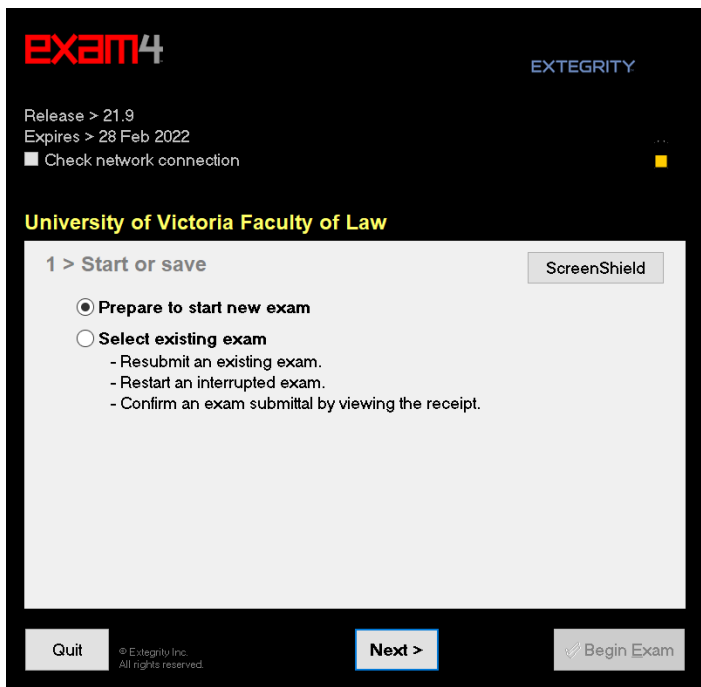 exam4
EXTEGRITY
Release > 21.9
Expires > 28 Feb 2022
Check network connection
University of Victoria Faculty of Law
1 > Start or save
ScreenShield
Prepare to start new exam
Select existing exam
- Resubmit an existing exam.
- Restart an interrupted exam.
- Confirm an exam submittal by viewing the receipt.
Quit
© Extegrity Inc.
All rights reserved.
Next >
Begin Exam